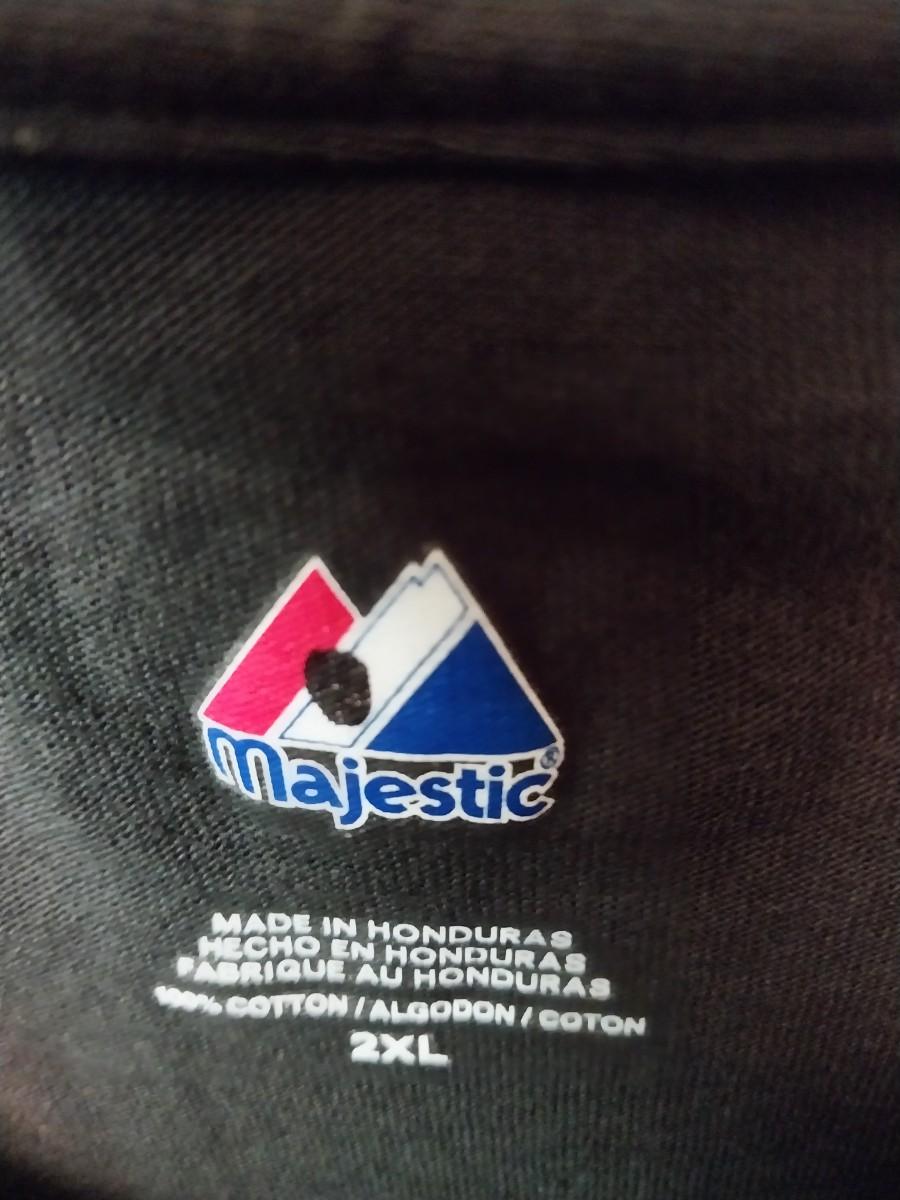 majestic®
MADE IN HONDURAS
HECHO EN HONDURAS
FABRIQUE AU HONDURAS
100% COTTON / ALGODON / COTON
2XL